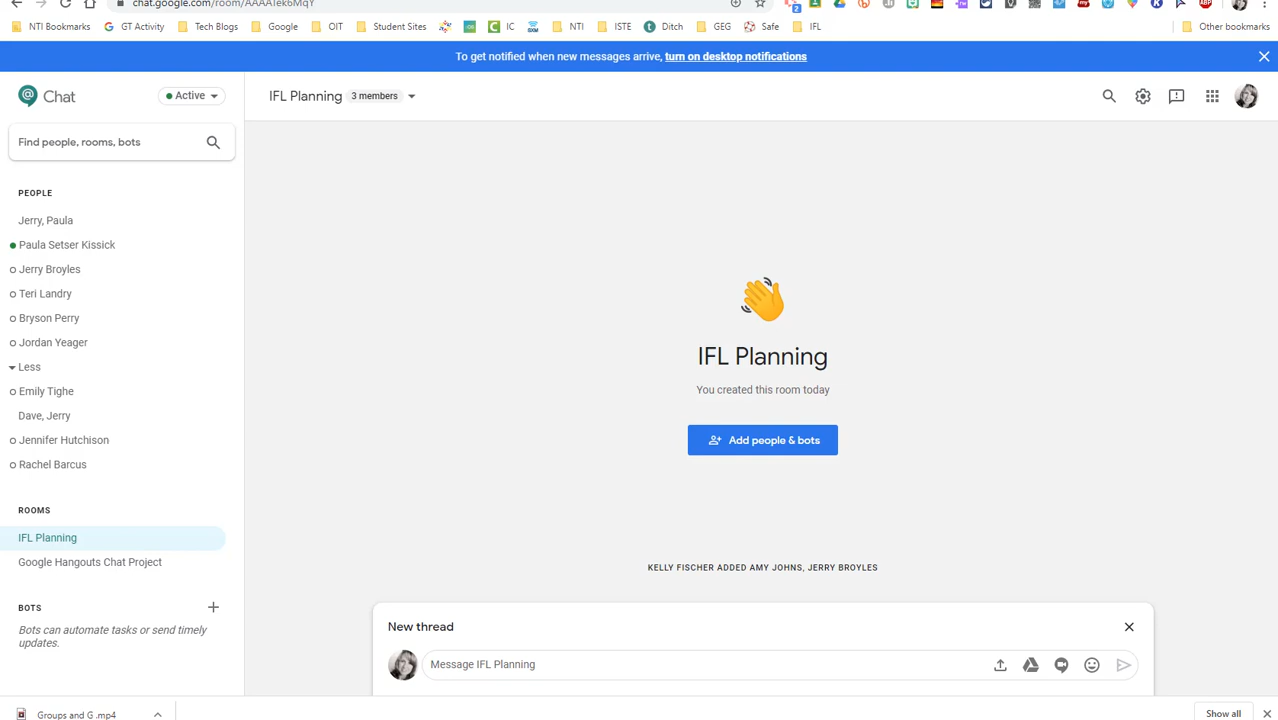 chat.google.com/room/AAAAIek6MqY
NTI Bookmarks
GT Activity
Tech Blogs
Google
OIT
Student Sites
IC
NTI
ISTE
Ditch
GEG
Safe
IFL
Other bookmarks
To get notified when new messages arrive, turn on desktop notifications
Chat
Active
IFL Planning
3 members
Find people, rooms, bots
PEOPLE
Jerry, Paula
Paula Setser Kissick
Jerry Broyles
Teri Landry
Bryson Perry
Jordan Yeager
Less
Emily Tighe
Dave, Jerry
Jennifer Hutchison
Rachel Barcus
ROOMS
IFL Planning
Google Hangouts Chat Project
BOTS
Bots can automate tasks or send timely
updates.
IFL Planning
You created this room today
Add people & bots
KELLY FISCHER ADDED AMY JOHNS, JERRY BROYLES
New thread
Message IFL Planning
Groups and G .mp4
Show all